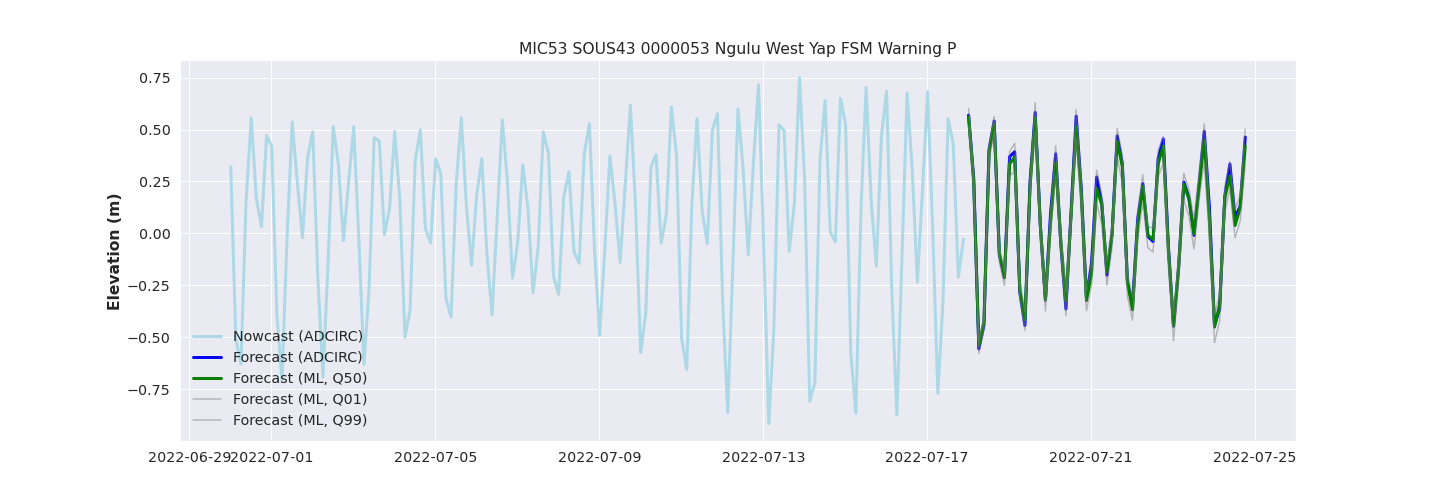 MIC53 SOUS43 0000053 Ngulu West Yap FSM Warning P
Elevation (m)
0.75
0.50
0.25
0.00
−0.25
−0.50
−0.75
Nowcast (ADCIRC)
Forecast (ADCIRC)
Forecast (ML, Q50)
Forecast (ML, Q01)
Forecast (ML, Q99)
2022-06-29 2022-07-01 2022-07-05 2022-07-09 2022-07-13 2022-07-17 2022-07-21 2022-07-25